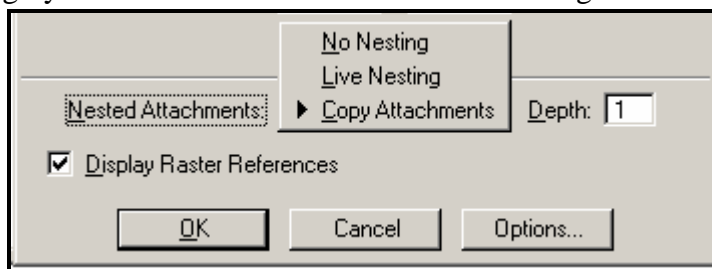 No Nesting
Live Nesting
Nested Attachments: Copy Attachments Depth: 1
Display Raster References
OK Cancel Options...